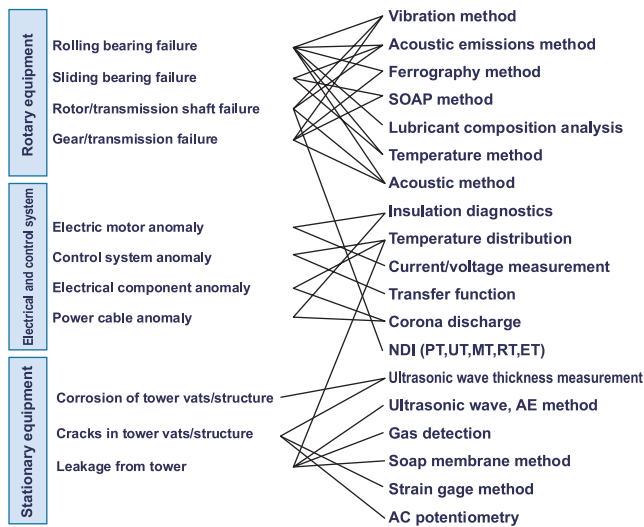 Rotary equipment
Rolling bearing failure
Sliding bearing failure
Rotor/transmission shaft failure
Gear/transmission failure
Electrical and control system
Electric motor anomaly
Control system anomaly
Electrical component anomaly
Power cable anomaly
Stationary equipment
Corrosion of tower vats/structure
Cracks in tower vats/structure
Leakage from tower
Vibration method
Acoustic emissions method
Ferrography method
SOAP method
Lubricant composition analysis
Temperature method
Acoustic method
Insulation diagnostics
Temperature distribution
Current/voltage measurement
Transfer function
Corona discharge
NDI (PT,UT,MT,RT,ET)
Ultrasonic wave thickness measurement
Ultrasonic wave, AE method
Gas detection
Soap membrane method
Strain gage method
AC potentiometry